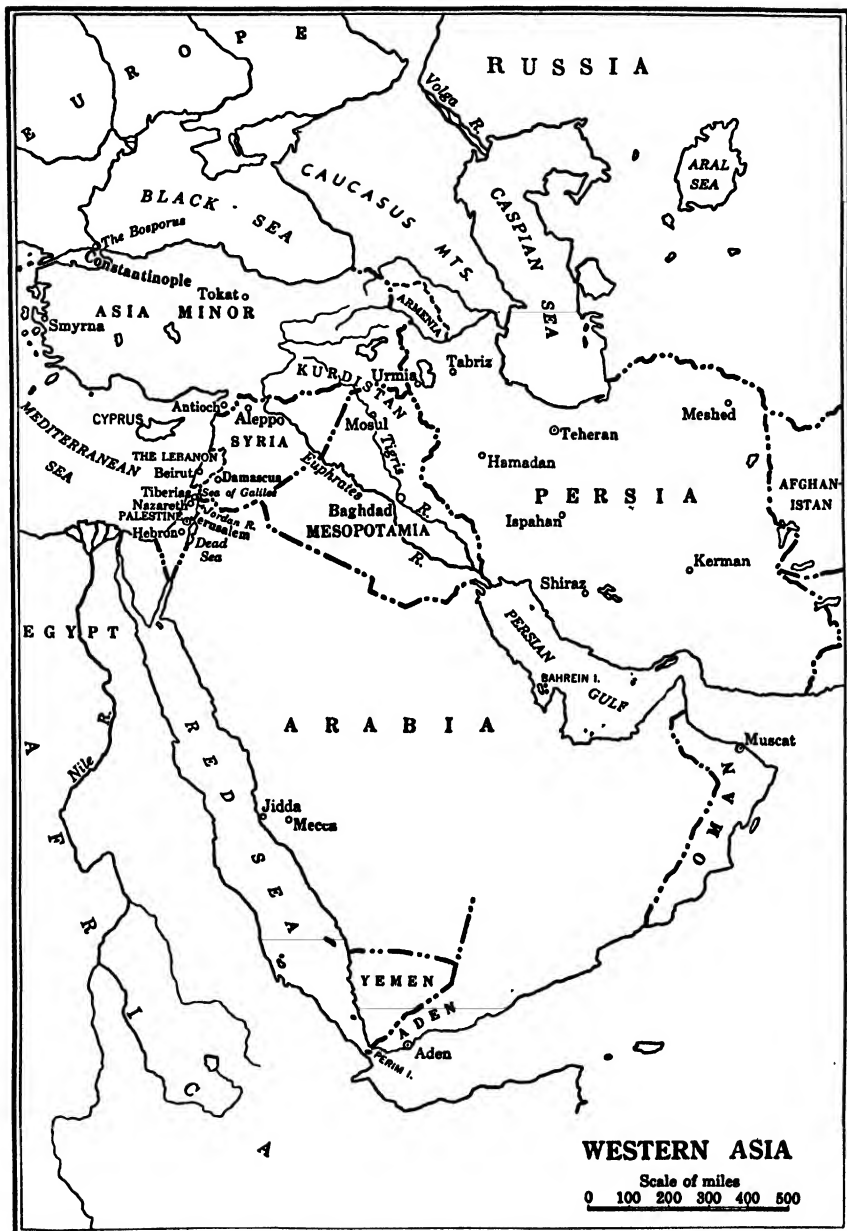 EUROPE
RUSSIA
Volga R.
ARAL
SEA
CAUCASUS MTS.
BLACK SEA
CASPIAN SEA
The Bosporus
Constantinople
Tokat
ASIA MINOR
ARMENIA
Smyrna
Tabriz
KURDISTAN
Urmia
Meshed
Antioch
Aleppo
CYPRUS
Mosul
Teheran
MEDITERRANEAN
SEA
SYRIA
THE LEBANON
Tigris R.
Hamadan
Beirut
Damascus
Euphrates R.
AFGHAN-
ISTAN
Tiberias
Sea of Galilee
PERSIA
Nazareth
Jordan R.
Baghdad
PALESTINE
Jerusalem
MESOPOTAMIA
Ispahan
Hebron
Dead
Sea
Kerman
Shiraz
EGYPT
PERSIAN
GULF
BAHREIN I.
ARABIA
Muscat
Nile R.
RED SEA
OMAN
Jidda
Mecca
AFRICA
YEMEN
ADEN
Aden
PERIM I.
WESTERN ASIA
Scale of miles
0 100 200 300 400 500